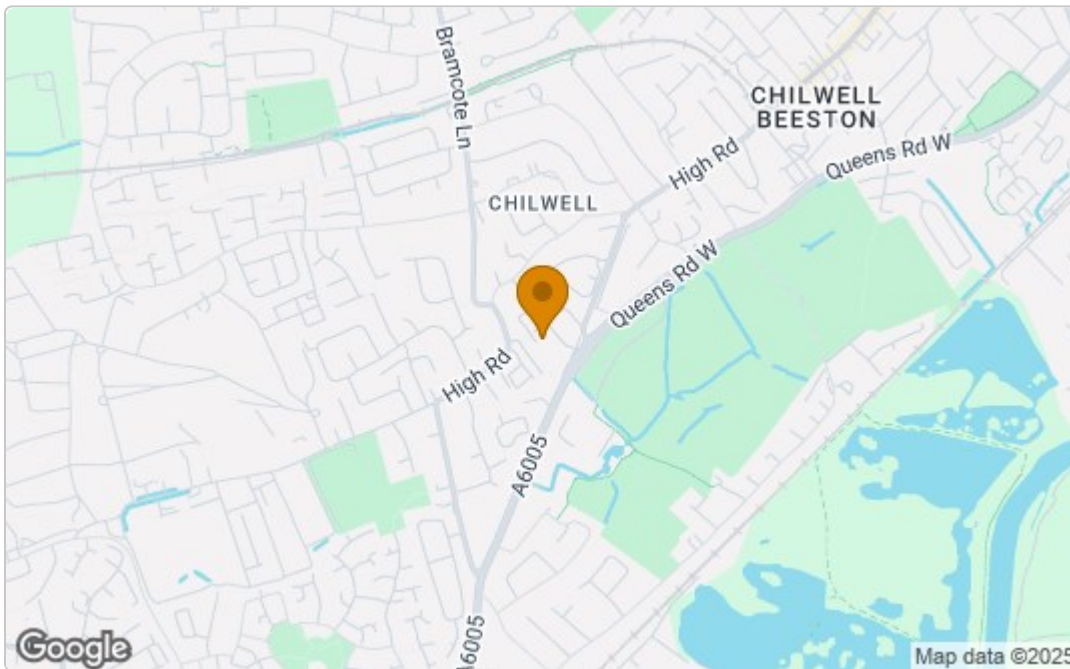 Bramcote Ln
CHILWELL
BEESTON
High Rd
Queens Rd W
CHILWELL
Queens Rd W
High Rd
A6005
A6005
Google
Map data ©2025